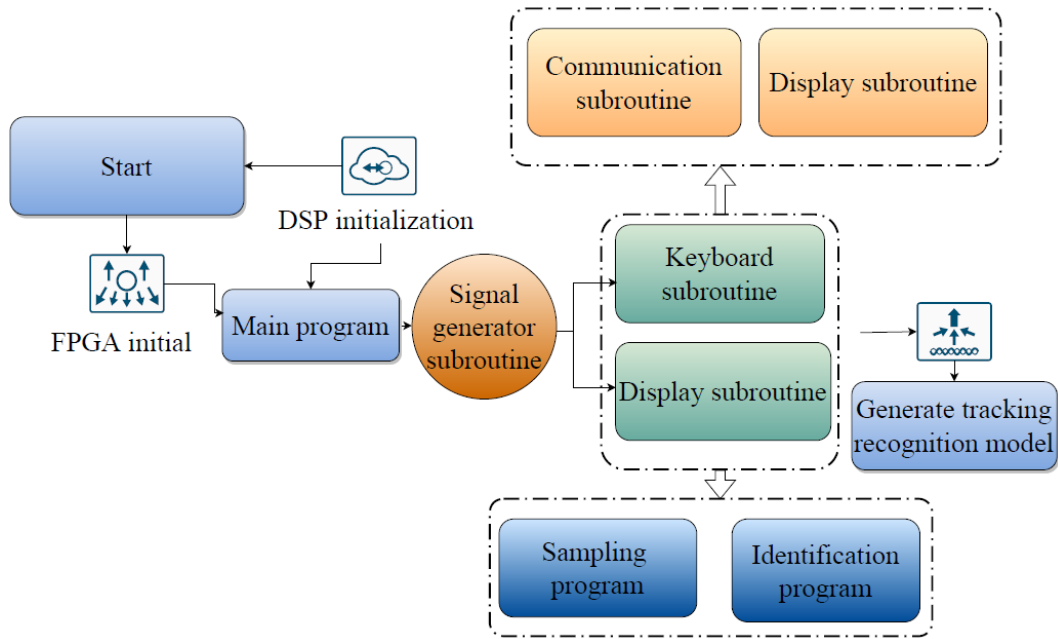 Communication
subroutine
Display subroutine
Start
DSP initialization
Keyboard
subroutine
Signal
generator
subroutine
Main program
FPGA initial
Display subroutine
Generate tracking
recognition model
Sampling
program
Identification
program